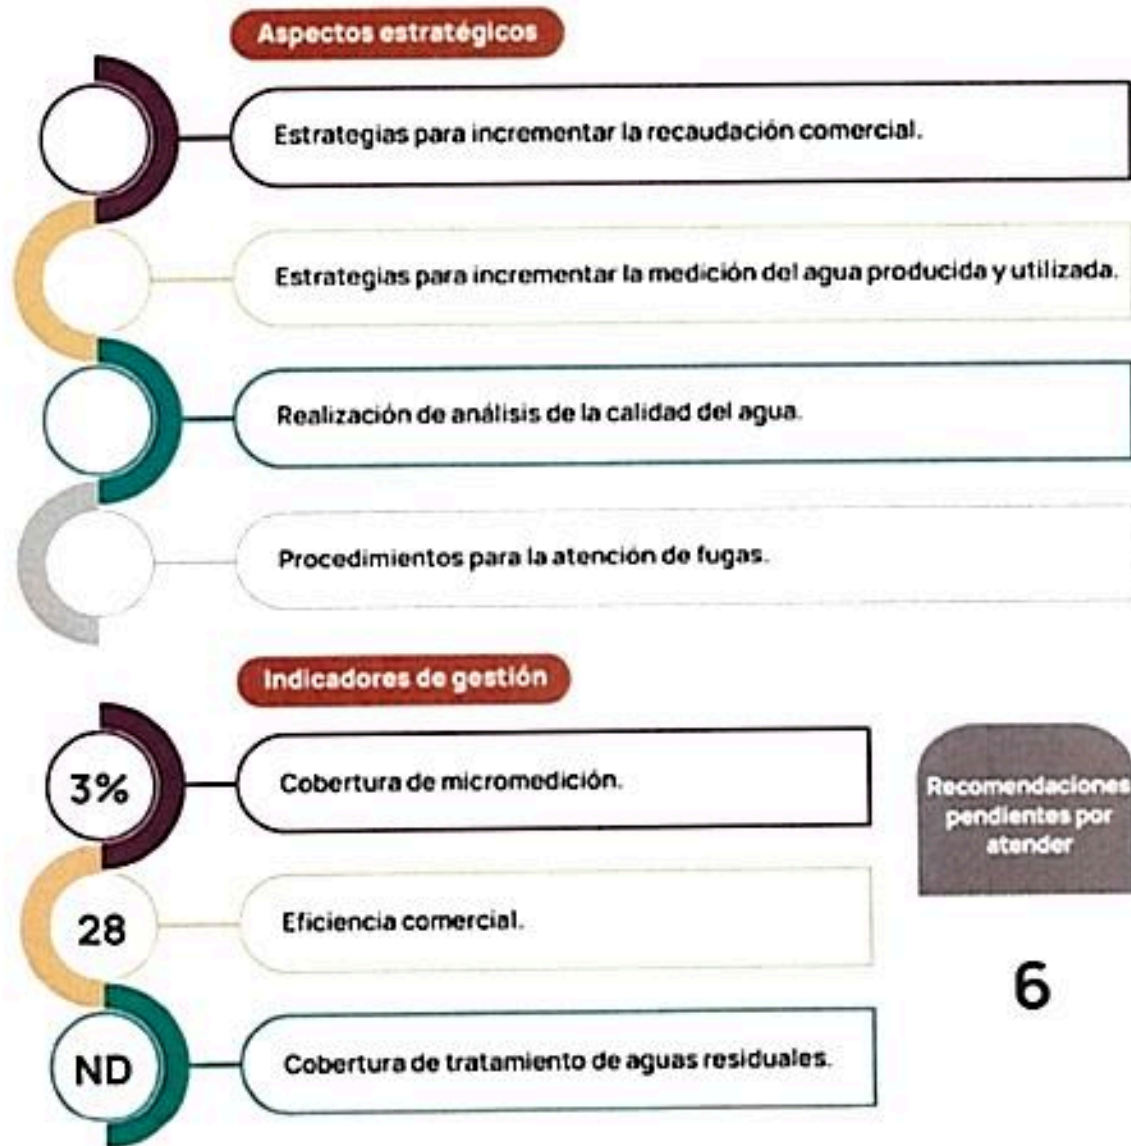 Aspectos estratégicos
Estrategias para incrementar la recaudación comercial.
Estrategias para incrementar la medición del agua producida y utilizada.
Realización de análisis de la calidad del agua.
Procedimientos para la atención de fugas.
Indicadores de gestión
3%
Cobertura de micromedición.
28
Eficiencia comercial.
ND
Cobertura de tratamiento de aguas residuales.
Recomendaciones
pendientes por
atender
6